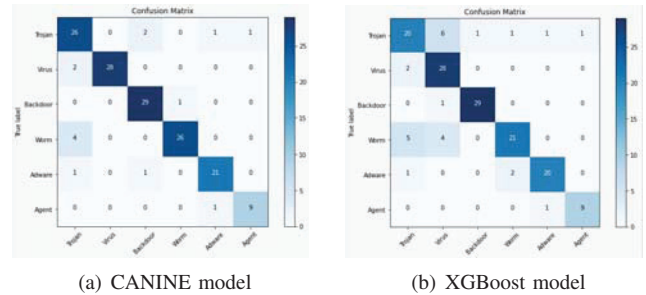 Confusion Matrix
True label
Trojan 26 0 2 0 1 1
Virus 2 28 0 0 0 0
Backdoor 0 0 29 1 0 0
Worm 4 0 0 26 0 0
Adware 1 0 1 0 21 0
Agent 0 0 0 0 1 9
Trojan Virus Backdoor Worm Adware Agent
25
20
15
10
5
0
(a) CANINE model
Confusion Matrix
True label
Trojan 20 6 1 1 1 1
Virus 2 28 0 0 0 0
Backdoor 0 1 29 0 0 0
Worm 5 4 0 21 0 0
Adware 1 0 0 2 20 0
Agent 0 0 0 0 1 9
Trojan Virus Backdoor Worm Adware Agent
25
20
15
10
5
0
(b) XGBoost model